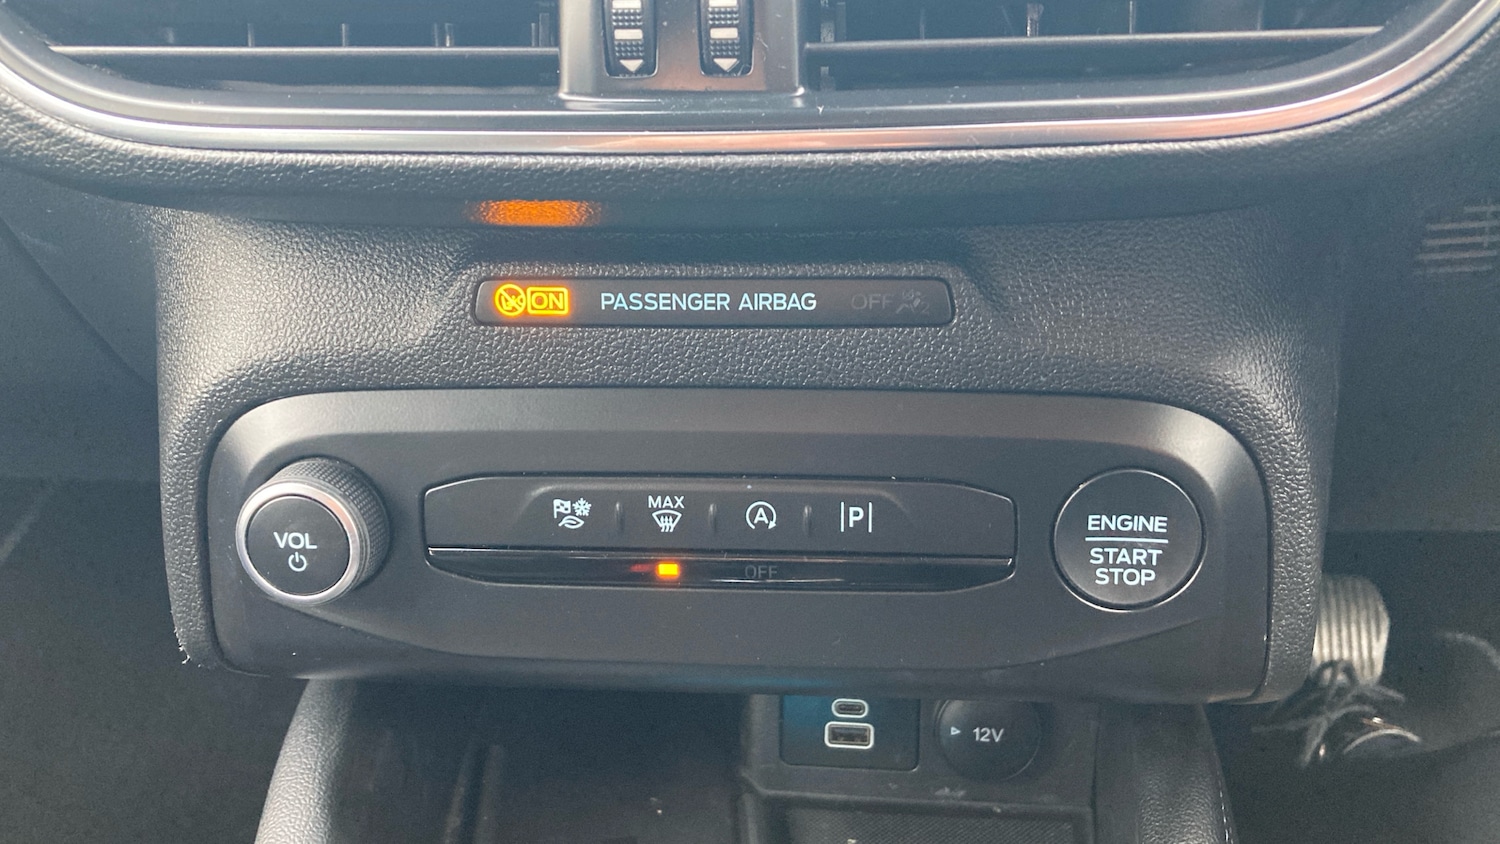 ON PASSENGER AIRBAG OFF
MAX
A
P
VOL
OFF
ENGINE
START
STOP
12V